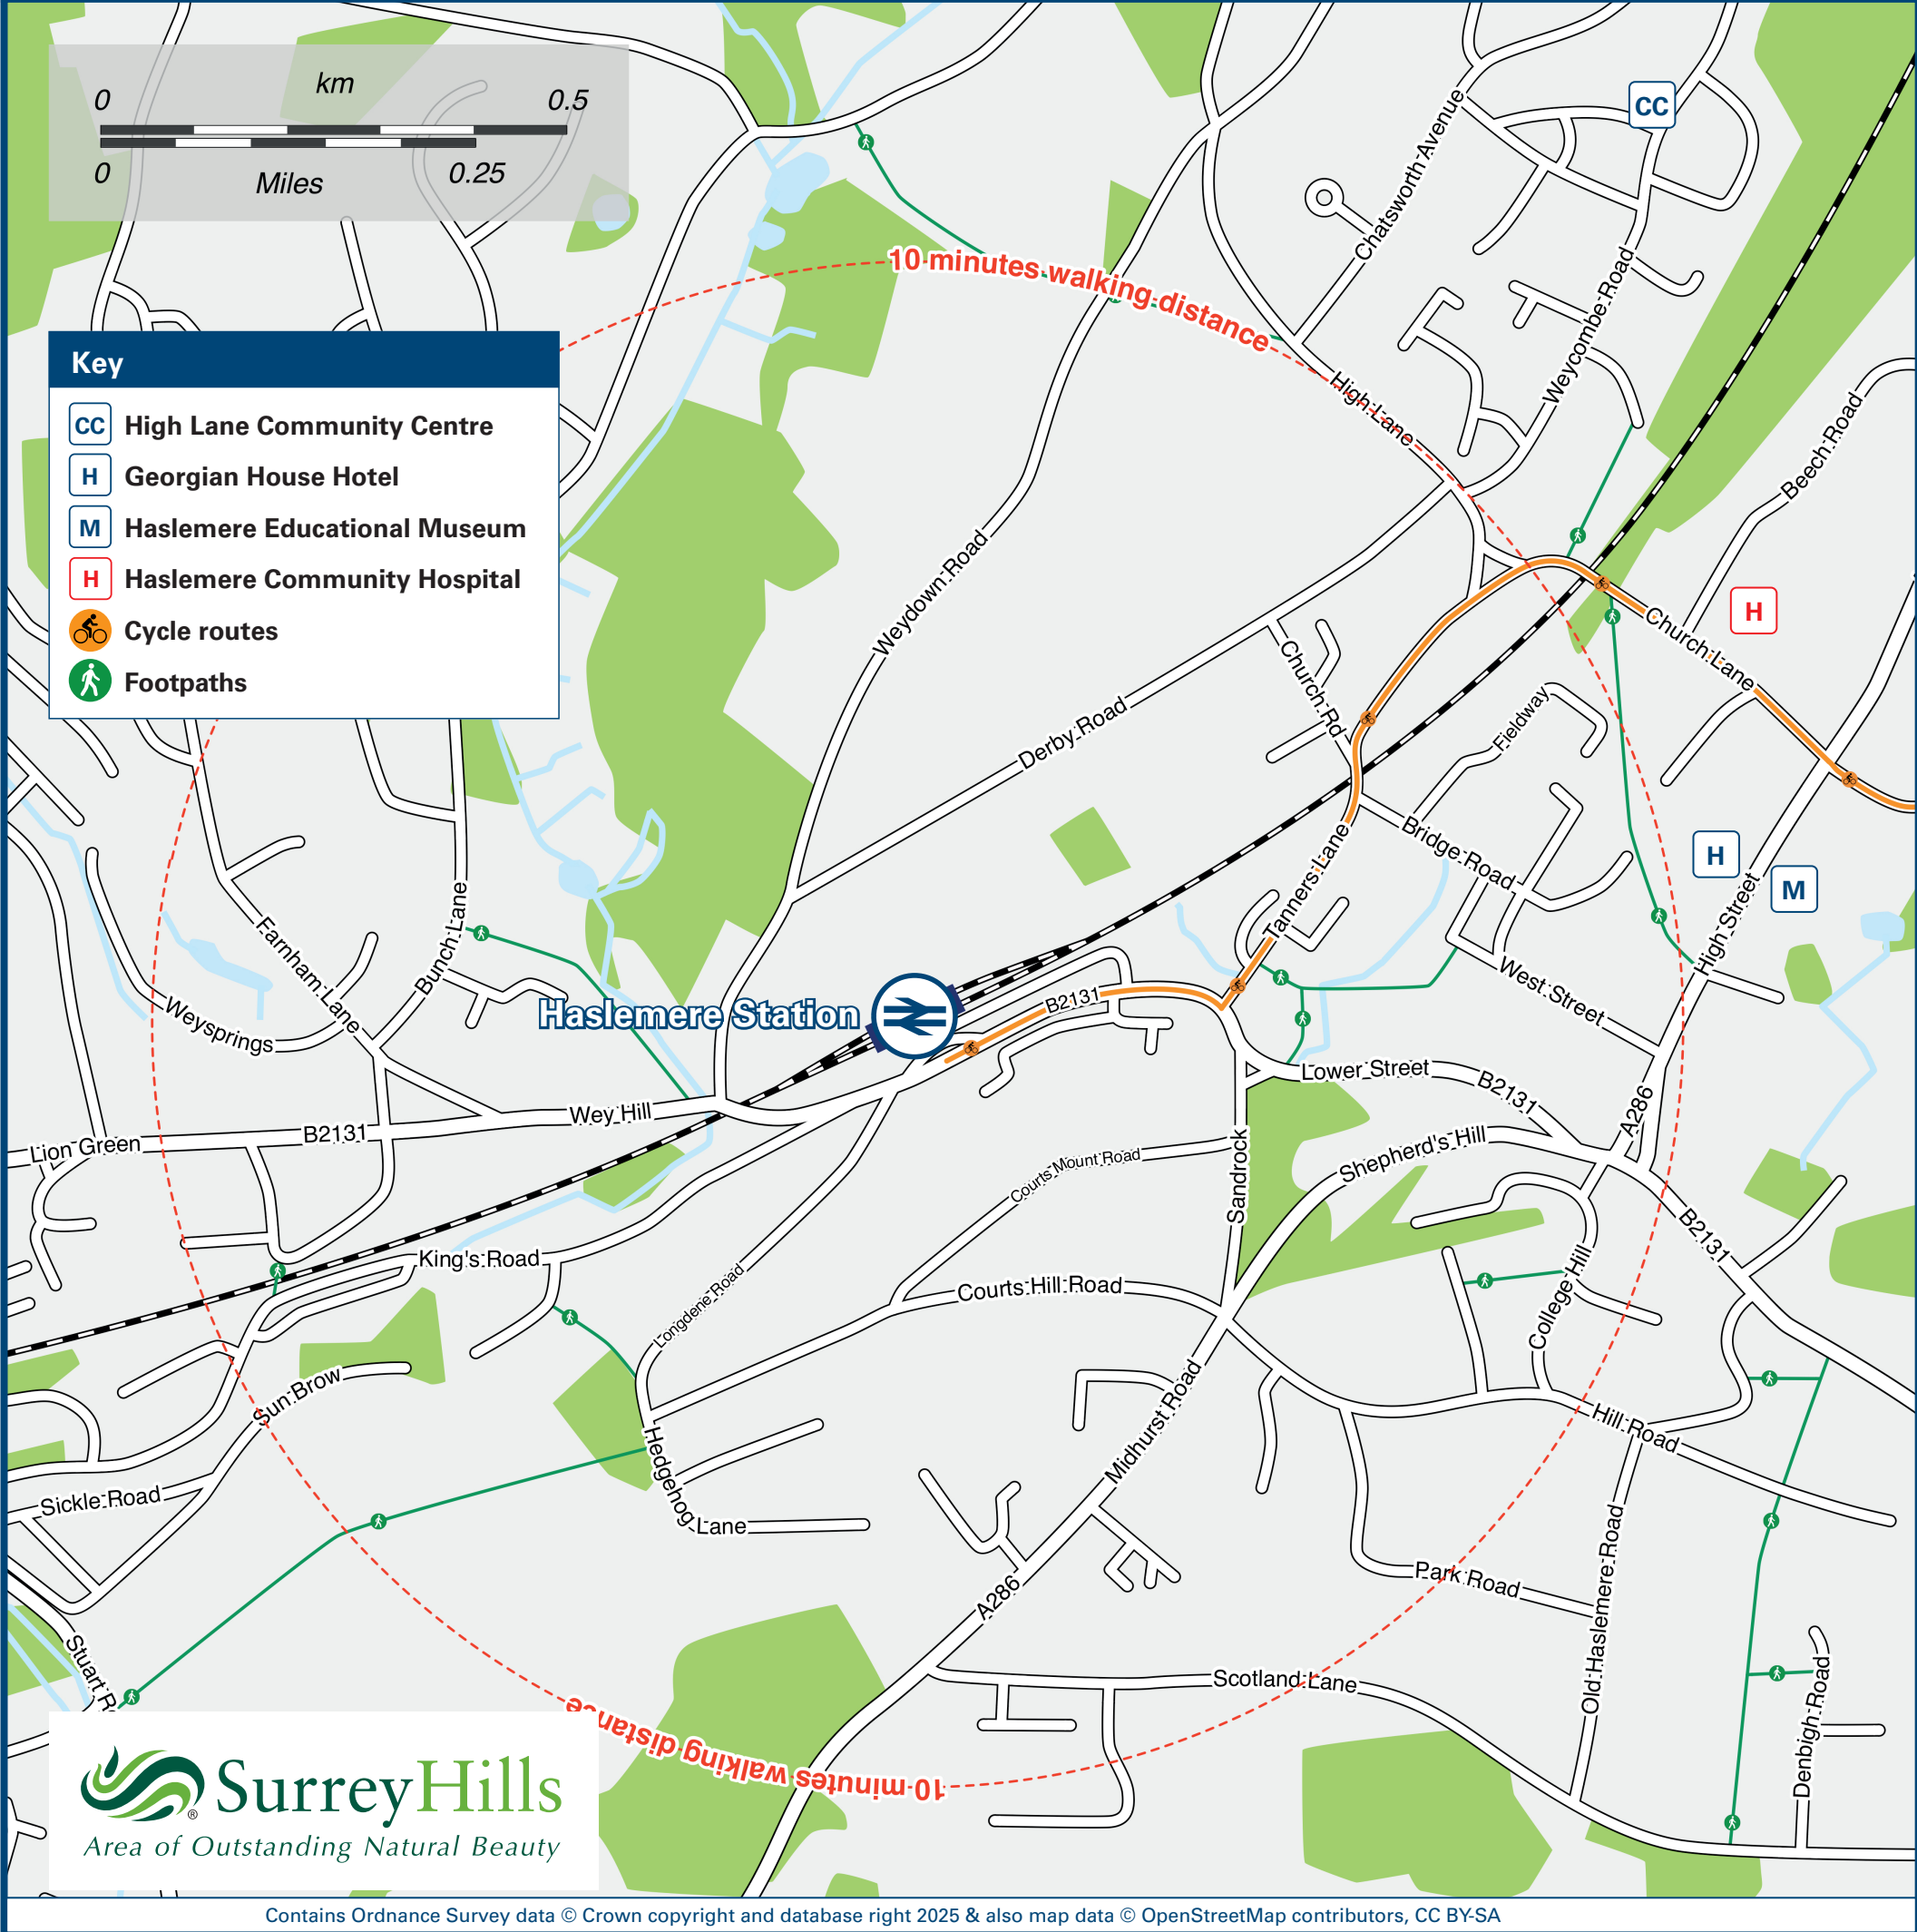 km
0 0.5
0 0.25
Miles
Key
CC High Lane Community Centre
H Georgian House Hotel
M Haslemere Educational Museum
H Haslemere Community Hospital
Cycle routes
Footpaths
CC
Chatsworth Avenue
10 minutes walking distance
Weycombe Road
High Lane
Beech Road
Weydown Road
H
Church Lane
Church Rd
Fieldway
Derby Road
Bridge Road
Tanners Lane
H
M
High Street
Bunch Lane
Farnham Lane
Weysprings
Haslemere Station
B2131
West Street
Lower Street
B2131
A286
Wey Hill
B2131
Lion Green
Shepherd's Hill
Courts Mount Road
Sandrock
B2131
King's Road
Longdene Road
Courts Hill Road
College Hill
Sun Brow
Midhurst Road
Hill Road
Hedgehog Lane
Sickle Road
A286
Park Road
Old Haslemere Road
Stuart R
Scotland Lane
Denbigh Road
10 minutes walking distance
Surrey Hills
®
Area of Outstanding Natural Beauty
Contains Ordnance Survey data © Crown copyright and database right 2025 & also map data © OpenStreetMap contributors, CC BY-SA